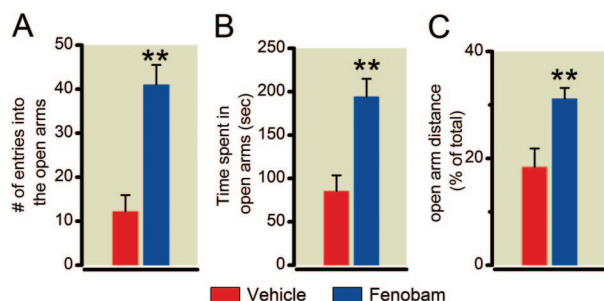 A
# of entries into
the open arms
50
40
30
20
10
0
**
B
Time spent in
open arms (sec)
250
200
150
100
50
0
**
C
open arm distance
(% of total)
40
20
0
**
Vehicle Fenobam